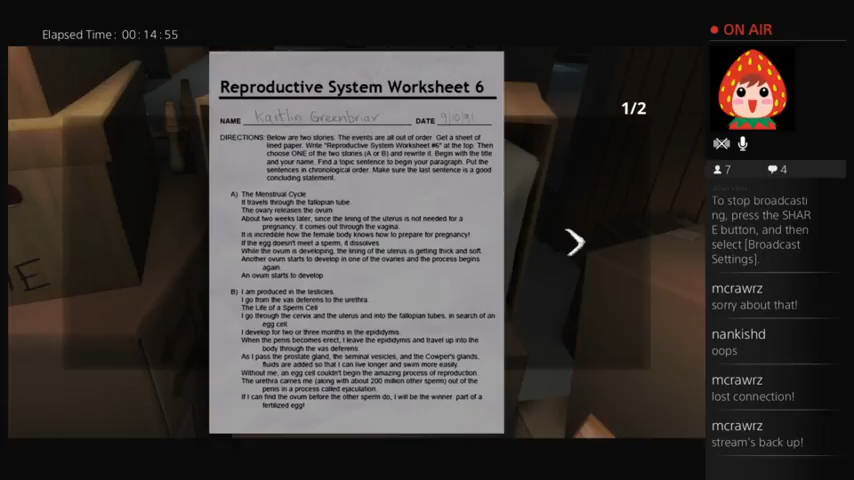 Elapsed Time: 00:14:55
ON AIR
Reproductive System Worksheet 6
1/2
NAME Kaitlin Greenbriar DATE 9/10/91
DIRECTIONS: Below are two stories. The events are all out of order. Get a sheet of
lined paper. Write "Reproductive System Worksheet #6" at the top. Then
choose ONE of the two stories (A or B) and rewrite it. Begin with the title
and your name. Find a topic sentence to begin your paragraph. Put the
sentences in chronological order. Make sure the last sentence is a good
concluding statement.
A) The Menstrual Cycle
It travels through the fallopian tube.
The ovary releases the ovum.
About two weeks later, since the lining of the uterus is not needed for a
pregnancy, it comes out through the vagina.
It is incredible how the female body knows how to prepare for pregnancy!
If the egg doesn't meet a sperm, it dissolves.
While the ovum is developing, the lining of the uterus is getting thick and soft.
Another ovum starts to develop in one of the ovaries and the process begins
again.
An ovum starts to develop.
B) I am produced in the testicles.
I go from the vas deferens to the urethra.
The Life of a Sperm Cell
I go through the cervix and the uterus and into the fallopian tubes, in search of an
egg cell.
I develop for two or three months in the epididymis.
When the penis becomes erect, I leave the epididymis and travel up into the
body through the vas deferens.
As I pass the prostate gland, the seminal vesicles, and the Cowper's glands,
fluids are added so that I can live longer and swim more easily.
Without me, an egg cell couldn't begin the amazing process of reproduction.
The urethra carries me (along with about 200 million other sperm) out of the
penis in a process called ejaculation.
If I can find the ovum before the other sperm do, I will be the winner: part of a
fertilized egg!
7
4
To stop broadcasti
ng, press the SHAR
E button, and then
select [Broadcast
Settings].
mcrawrz
sorry about that!
nankishd
oops
mcrawrz
lost connection!
mcrawrz
stream's back up!